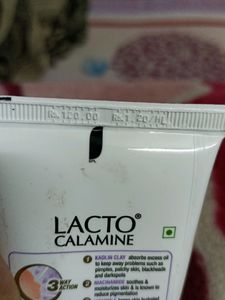 Rs.120.00 Rs.1.20/ML
LACTO®
CALAMINE
3 WAY
ACTION
1 KAOLIN CLAY absorbs excess oil
to keep away problems such as
pimples, patchy skin, blackheads
and darkspots
2 NIACINAMIDE soothes &
moisturizes skin & is known to
reduce pigmentation